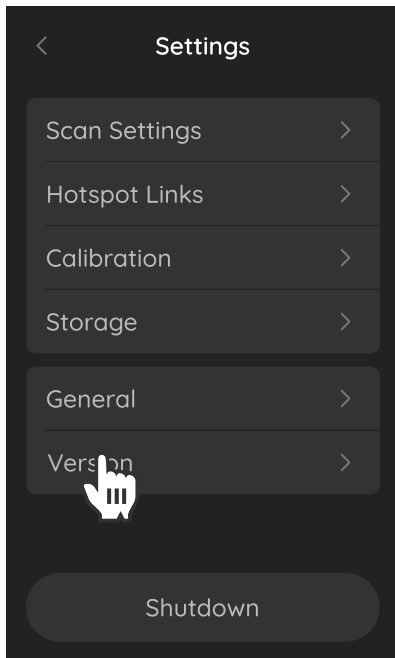 Settings
Scan Settings
Hotspot Links
Calibration
Storage
General
Version
Shutdown